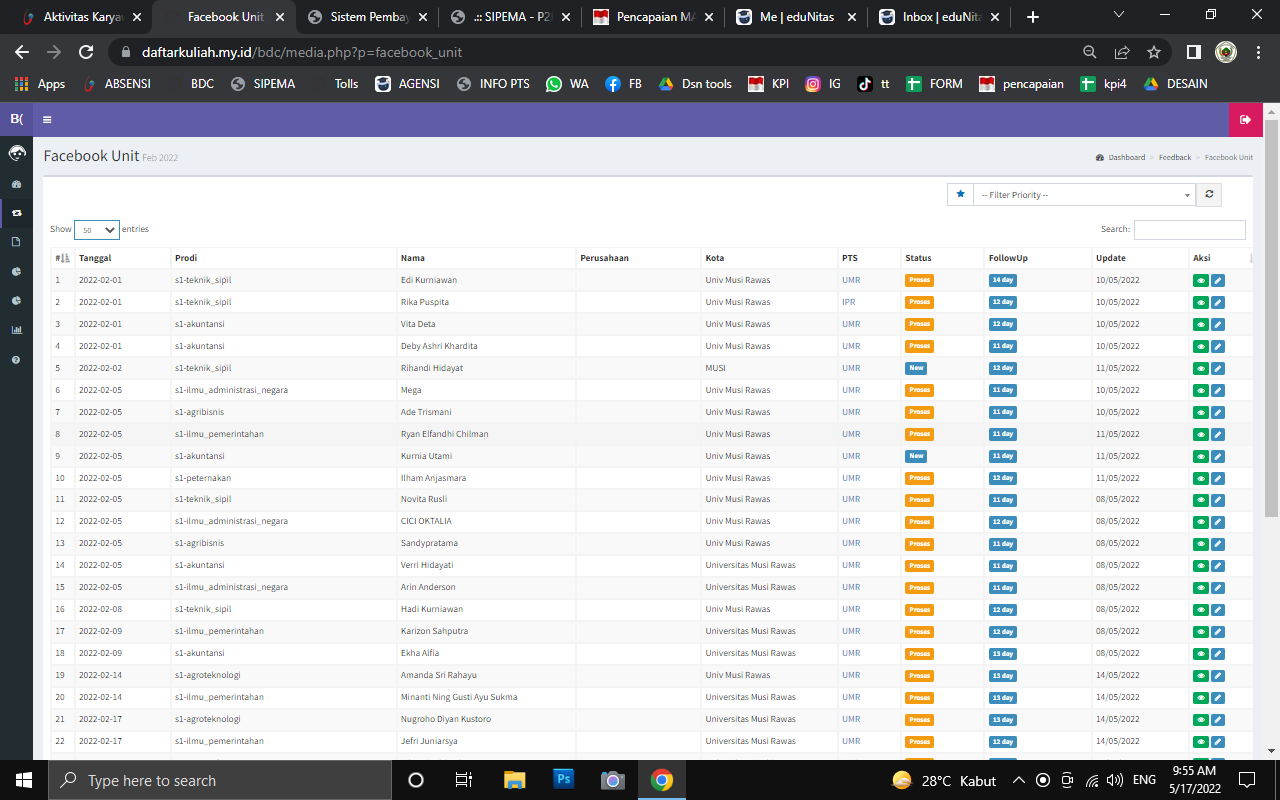 Aktivitas Karya Facebook Unit Sistem Pembay .:: SIPEMA - P2 Pencapaian MA Me | eduNitas Inbox | eduNit
daftarkuliah.my.id/bdc/media.php?p=facebook_unit
Apps ABSENSI BDC SIPEMA Tolls AGENSI INFO PTS WA FB Dsn tools KPI IG tt FORM pencapaian kpi4 DESAIN
B(
Facebook Unit Feb 2022 Dashboard > Feedback > Facebook Unit
-- Filter Priority --
Show 50 entries Search:
# Tanggal Prodi Nama Perusahaan Kota PTS Status FollowUp Update Aksi
1 2022-02-01 s1-teknik_sipil Edi Kurniawan Univ Musi Rawas UMR Proses 14 day 10/05/2022
2 2022-02-01 s1-teknik_sipil Rika Puspita Univ Musi Rawas IPR Proses 12 day 10/05/2022
3 2022-02-01 s1-akuntansi Vita Deta Univ Musi Rawas UMR Proses 12 day 10/05/2022
4 2022-02-01 s1-akuntansi Deby Ashri Khardita Univ Musi Rawas UMR Proses 11 day 10/05/2022
5 2022-02-02 s1-teknik_sipil Rihandi Hidayat MUSI UMR New 12 day 11/05/2022
6 2022-02-05 s1-ilmu_administrasi_negara Mega Univ Musi Rawas UMR Proses 11 day 10/05/2022
7 2022-02-05 s1-agribisnis Ade Trismani Univ Musi Rawas UMR Proses 11 day 10/05/2022
8 2022-02-05 s1-ilmu_pemerintahan Ryan Elfandhi Chilman Univ Musi Rawas UMR Proses 11 day 11/05/2022
9 2022-02-05 s1-akuntansi Kurnia Utami Univ Musi Rawas UMR New 11 day 11/05/2022
10 2022-02-05 s1-peternakan Ilham Anjasmara Univ Musi Rawas UMR Proses 12 day 11/05/2022
11 2022-02-05 s1-teknik_sipil Novita Rusli Univ Musi Rawas UMR Proses 11 day 08/05/2022
12 2022-02-05 s1-ilmu_administrasi_negara CICI OKTALIA Univ Musi Rawas UMR Proses 12 day 08/05/2022
13 2022-02-05 s1-agribisnis Sandypratama Univ Musi Rawas UMR Proses 11 day 08/05/2022
14 2022-02-05 s1-akuntansi Verri Hidayati Universitas Musi Rawas UMR Proses 11 day 08/05/2022
15 2022-02-05 s1-ilmu_administrasi_negara Arin Anderson Universitas Musi Rawas UMR Proses 11 day 08/05/2022
16 2022-02-08 s1-teknik_sipil Hadi Kurniawan Univ Musi Rawas UMR Proses 12 day 08/05/2022
17 2022-02-09 s1-ilmu_pemerintahan Karizon Sahputra Universitas Musi Rawas UMR Proses 12 day 08/05/2022
18 2022-02-09 s1-akuntansi Ekha Alfia Universitas Musi Rawas UMR Proses 13 day 08/05/2022
19 2022-02-14 s1-agroteknologi Amanda Sri Rahayu Universitas Musi Rawas UMR Proses 13 day 14/05/2022
20 2022-02-14 s1-ilmu_pemerintahan Minanti Ning Gusti Ayu Sukma Universitas Musi Rawas UMR Proses 13 day 14/05/2022
21 2022-02-17 s1-agroteknologi Nugroho Diyan Kustoro Universitas Musi Rawas UMR Proses 13 day 14/05/2022
22 2022-02-17 s1-ilmu_pemerintahan Jefri Juniarsya Universitas Musi Rawas UMR Proses 12 day 14/05/2022
Type here to search Ps 28°C Kabut ENG 9:55 AM
5/17/2022